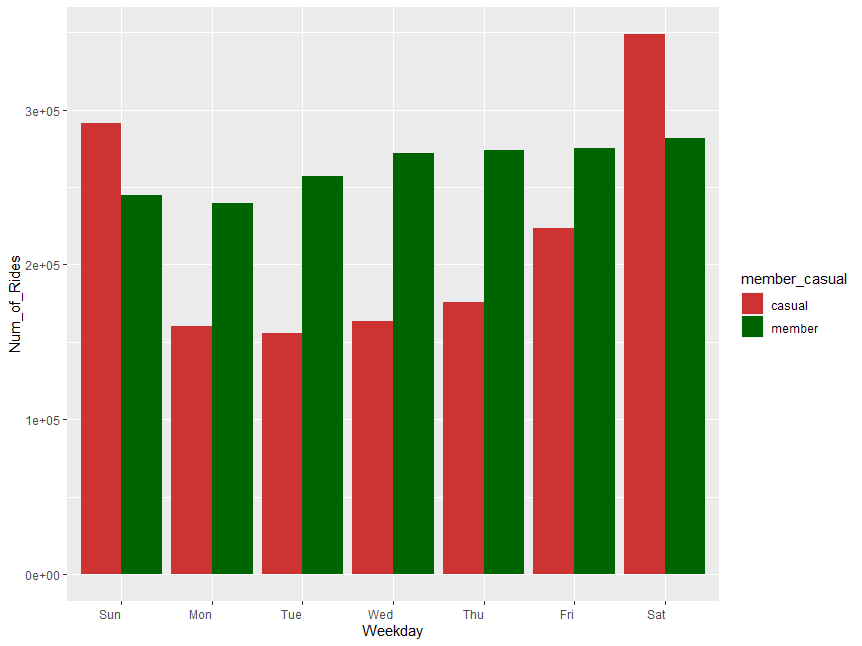 Num_of_Rides
3e+05
2e+05
1e+05
0e+00
Sun Mon Tue Wed Thu Fri Sat
Weekday
member_casual
casual
member